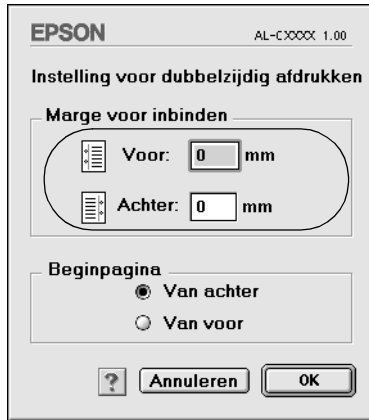 EPSON AL-CXXXX 1.00
Instelling voor dubbelzijdig afdrukken
Marge voor inbinden
Voor: 0 mm
Achter: 0 mm
Beginpagina
Van achter
Van voor
? Annuleren OK